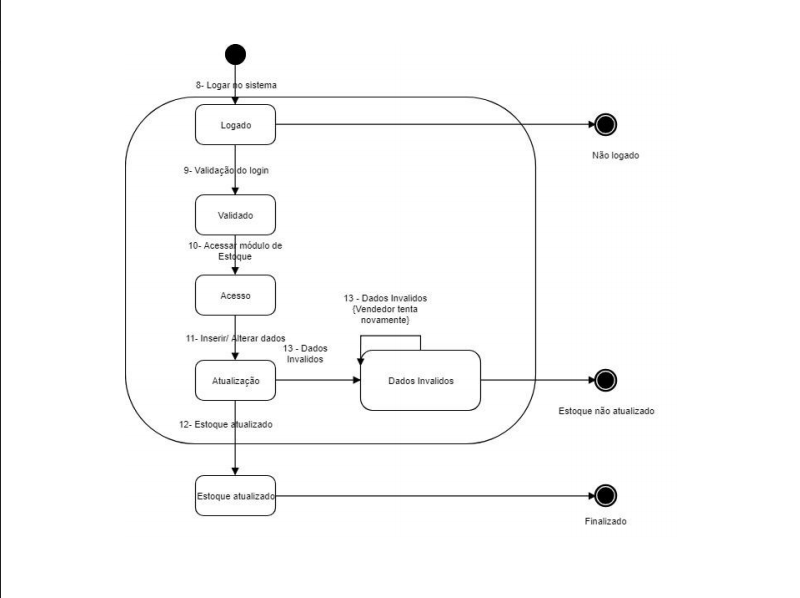 8- Logar no sistema
Logado
Não logado
9- Validação do login
Validado
10- Acessar módulo de
Estoque
Acesso
13 - Dados Invalidos
{Vendedor tenta
novamente}
11- Inserir/ Alterar dados
13 - Dados
Invalidos
Atualização
Dados Invalidos
Estoque não atualizado
12- Estoque atualizado
Estoque atualizado
Finalizado